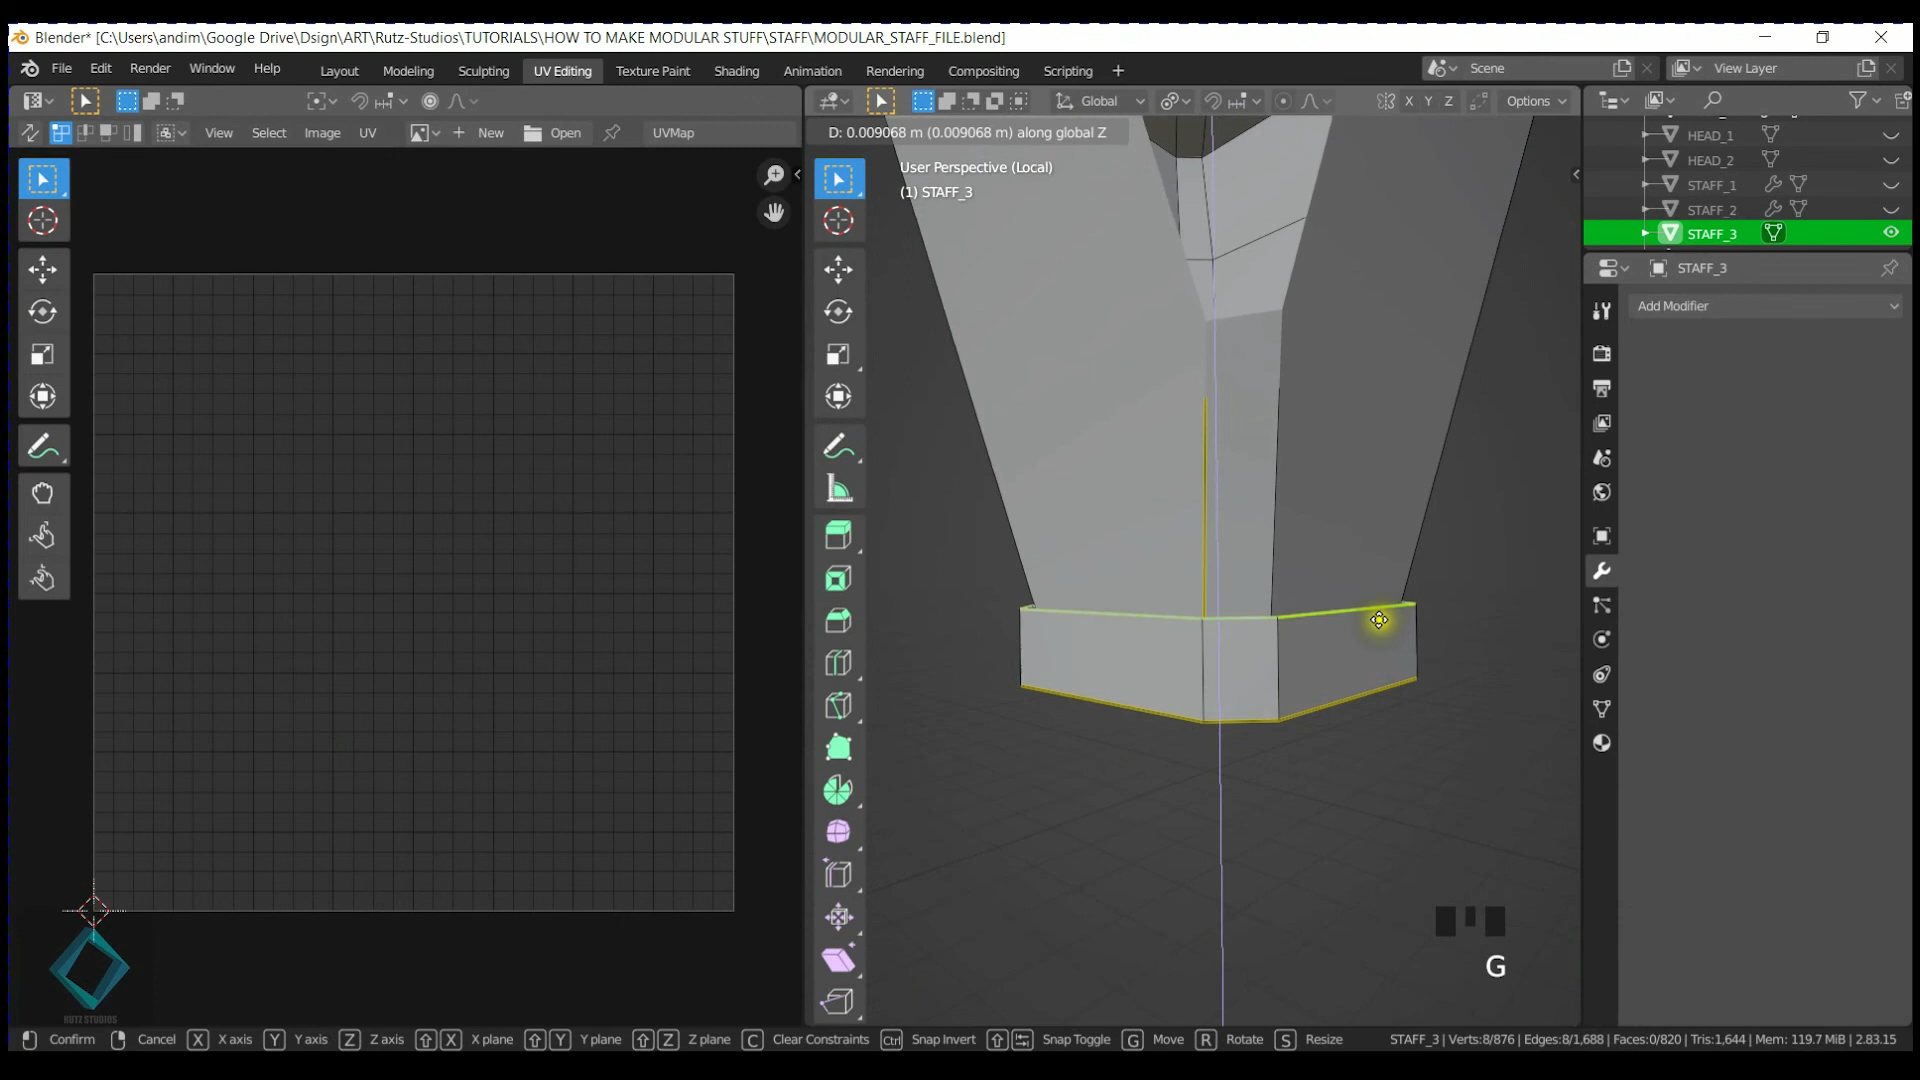 Blender* [C:\Users\andim\Google Drive\Dsign\ART\Rutz-Studios\TUTORIALS\HOW TO MAKE MODULAR STUFF\STAFF\MODULAR_STAFF_FILE.blend]
File Edit Render Window Help Layout Modeling Sculpting UV Editing Texture Paint Shading Animation Rendering Compositing Scripting + Scene View Layer
Global X Y Z Options
View Select Image UV New Open UVMap
D: 0.009068 m (0.009068 m) along global Z
HEAD_1
HEAD_2
User Perspective (Local)
(1) STAFF_3
STAFF_1
STAFF_2
STAFF_3
STAFF_3
Add Modifier
G
RUTZ STUDIOS
Confirm Cancel X X axis Y Y axis Z Z axis X X plane Y Y plane Z Z plane C Clear Constraints Ctrl Snap Invert Snap Toggle G Move R Rotate S Resize STAFF_3 | Verts:8/876 | Edges:8/1,688 | Faces:0/820 | Tris:1,644 | Mem: 119.7 MiB | 2.83.15